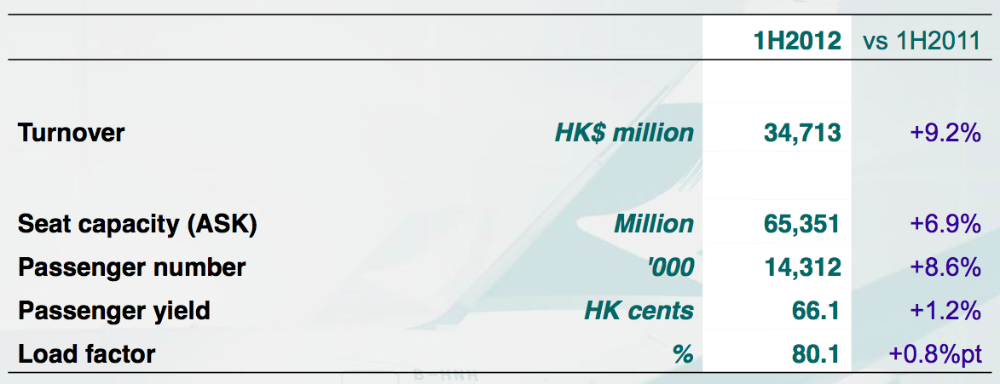 1H2012 vs 1H2011
Turnover HK$ million 34,713 +9.2%
Seat capacity (ASK) Million 65,351 +6.9%
Passenger number '000 14,312 +8.6%
Passenger yield HK cents 66.1 +1.2%
Load factor % 80.1 +0.8%pt
B-HNH